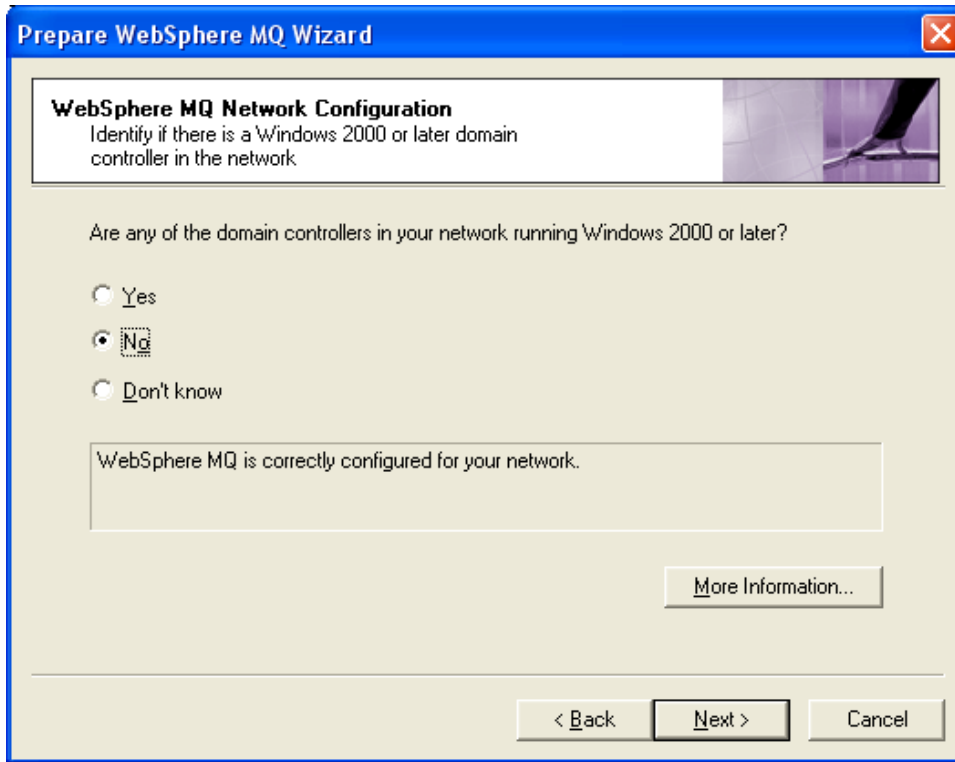 Prepare WebSphere MQ Wizard
WebSphere MQ Network Configuration
Identify if there is a Windows 2000 or later domain
controller in the network
Are any of the domain controllers in your network running Windows 2000 or later?
Yes
No
Don't know
WebSphere MQ is correctly configured for your network.
More Information...
< Back Next > Cancel